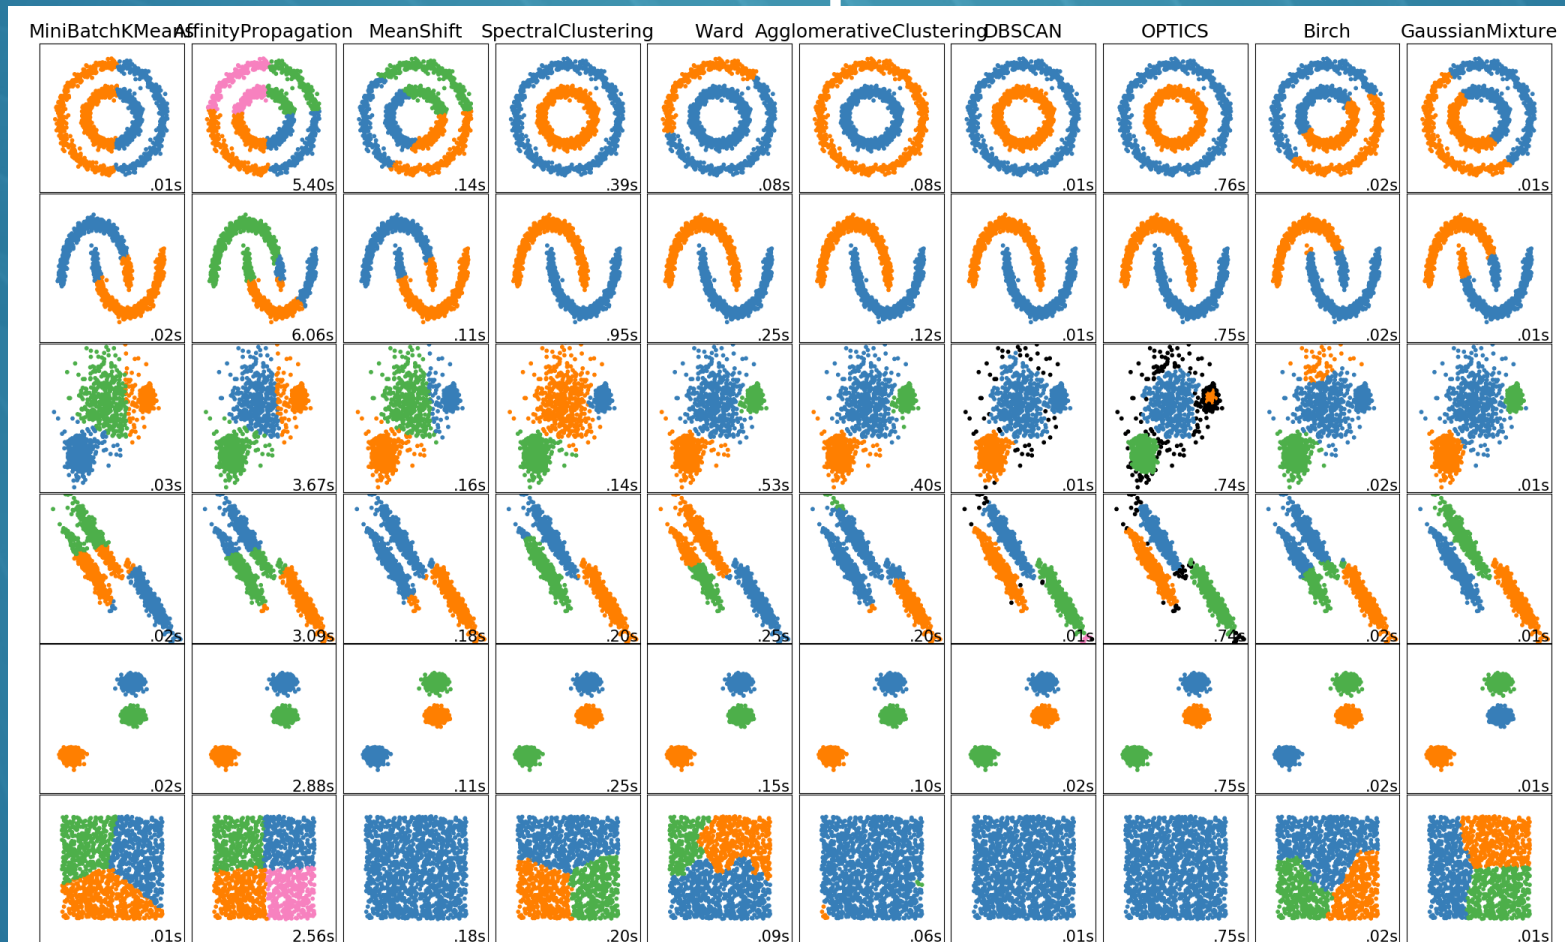 MiniBatchKMeans AffinityPropagation MeanShift SpectralClustering Ward AgglomerativeClustering DBSCAN OPTICS Birch GaussianMixture
.01s 5.40s .14s .39s .08s .08s .01s .76s .02s .01s
.02s 6.06s .11s .95s .25s .12s .01s .75s .02s .01s
.03s 3.67s .16s .14s .53s .40s .01s .74s .02s .01s
.02s 3.09s .18s .20s .25s .20s .01s .74s .02s .01s
.02s 2.88s .11s .25s .15s .10s .02s .75s .02s .01s
.01s 2.56s .18s .20s .09s .06s .01s .75s .02s .01s